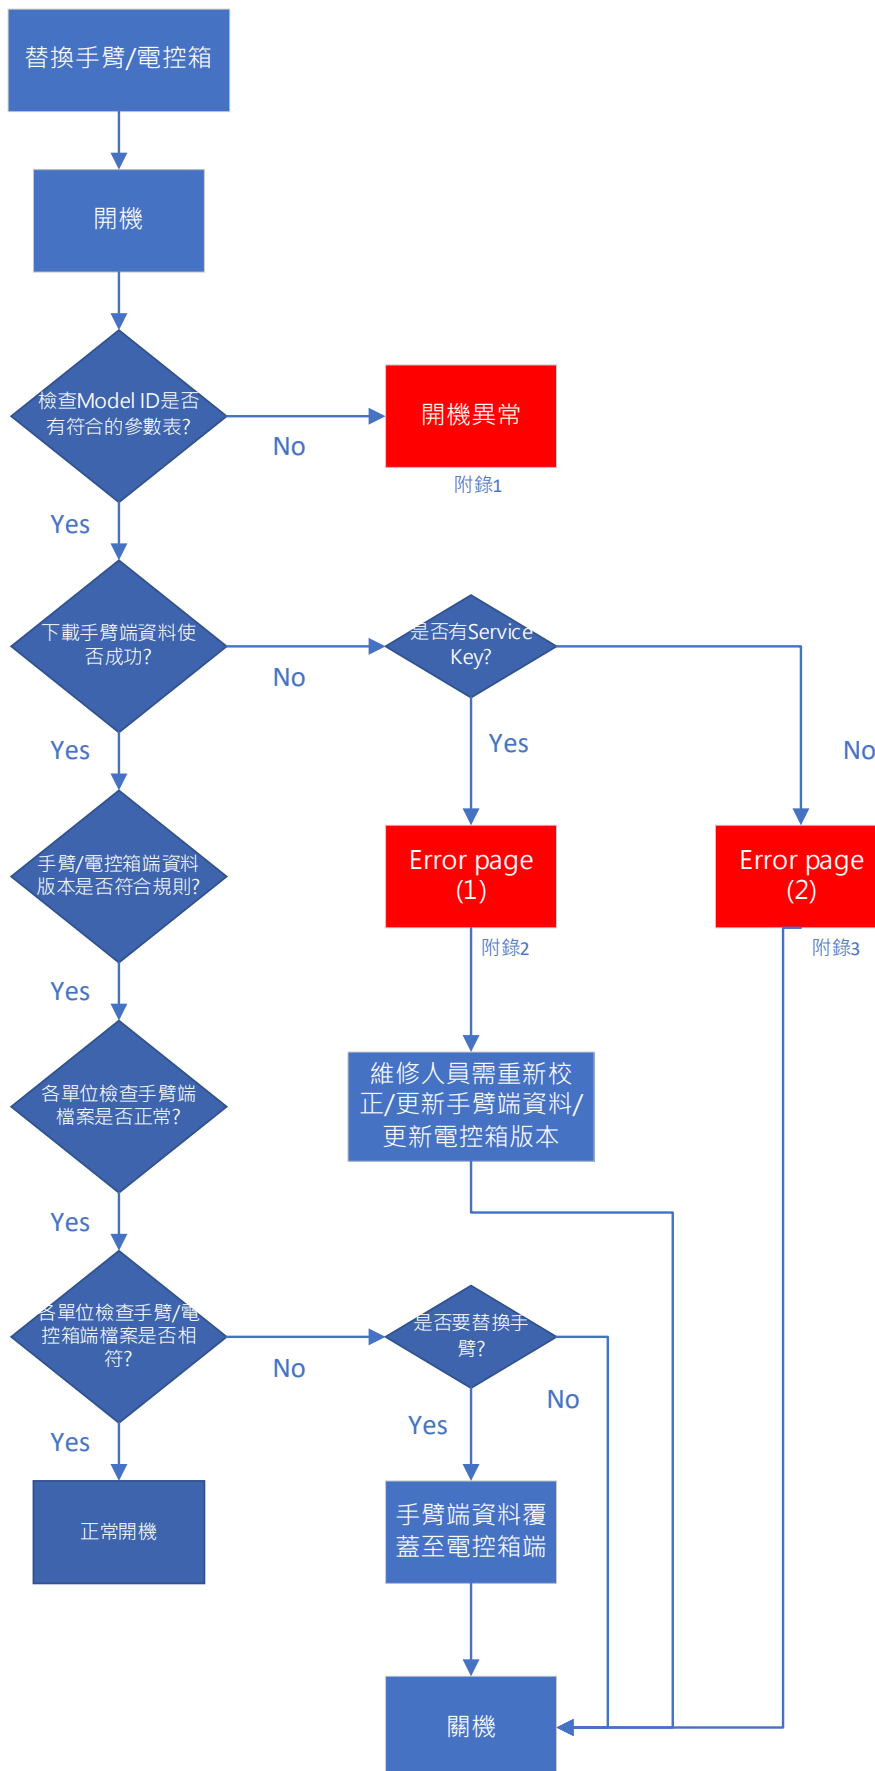 替換手臂/電控箱
開機
檢查Model ID是否
有符合的參數表?
No
開機異常
附錄1
Yes
下載手臂端資料使
否成功?
No
是否有Service
Key?
Yes
Yes
No
手臂/電控箱端資料
版本是否符合規則?
Error page
(1)
Error page
(2)
附錄2
附錄3
Yes
各單位檢查手臂端
檔案是否正常?
維修人員需重新校
正/更新手臂端資料/
更新電控箱版本
Yes
各單位檢查手臂/電
控箱端檔案是否相
符?
No
是否要替換手
臂?
No
Yes
Yes
正常開機
手臂端資料覆
蓋至電控箱端
關機